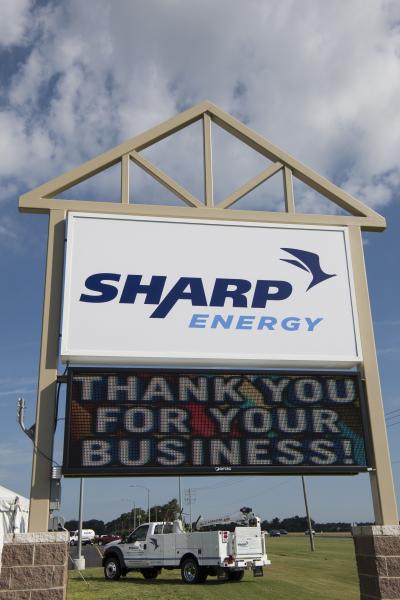 SHARP
ENERGY
THANK YOU
FOR YOUR
BUSINESS!